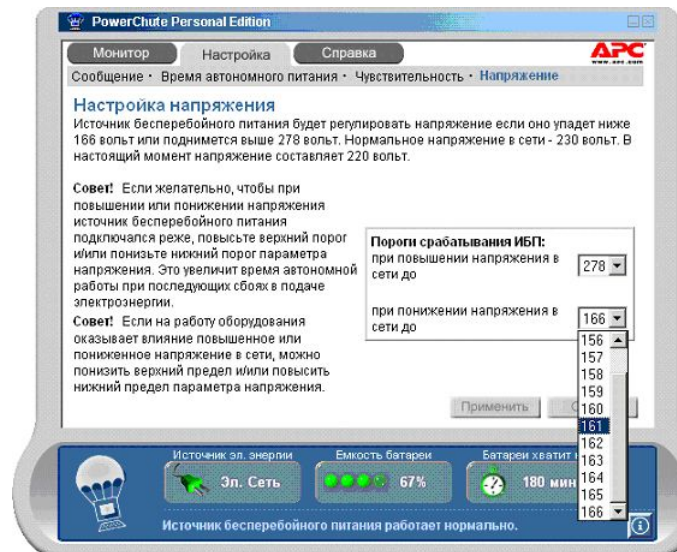 PowerChute Personal Edition
Монитор Настройка Справка
APC
www.apc.com
Сообщение · Время автономного питания · Чувствительность · Напряжение
Настройка напряжения
Источник бесперебойного питания будет регулировать напряжение если оно упадет ниже
166 вольт или поднимется выше 278 вольт. Нормальное напряжение в сети - 230 вольт. В
настоящий момент напряжение составляет 220 вольт.
Совет! Если желательно, чтобы при
повышении или понижении напряжения
источник бесперебойного питания
подключался реже, повысьте верхний порог
и/или понизьте нижний порог параметра
напряжения. Это увеличит время автономной
работы при последующих сбоях в подаче
электроэнергии.
Совет! Если на работу оборудования
оказывает влияние повышенное или
пониженное напряжение в сети, можно
понизить верхний предел и/или повысить
нижний предел параметра напряжения.
Пороги срабатывания ИБП:
при повышении напряжения в
сети до
278
при понижении напряжения в
сети до
166
156
157
158
159
160
161
162
163
164
165
166
Применить
Источник эл. энергии
Эл. Сеть
Емкость батареи
67%
Батареи хватит
180 мин
Источник бесперебойного питания работает нормально.